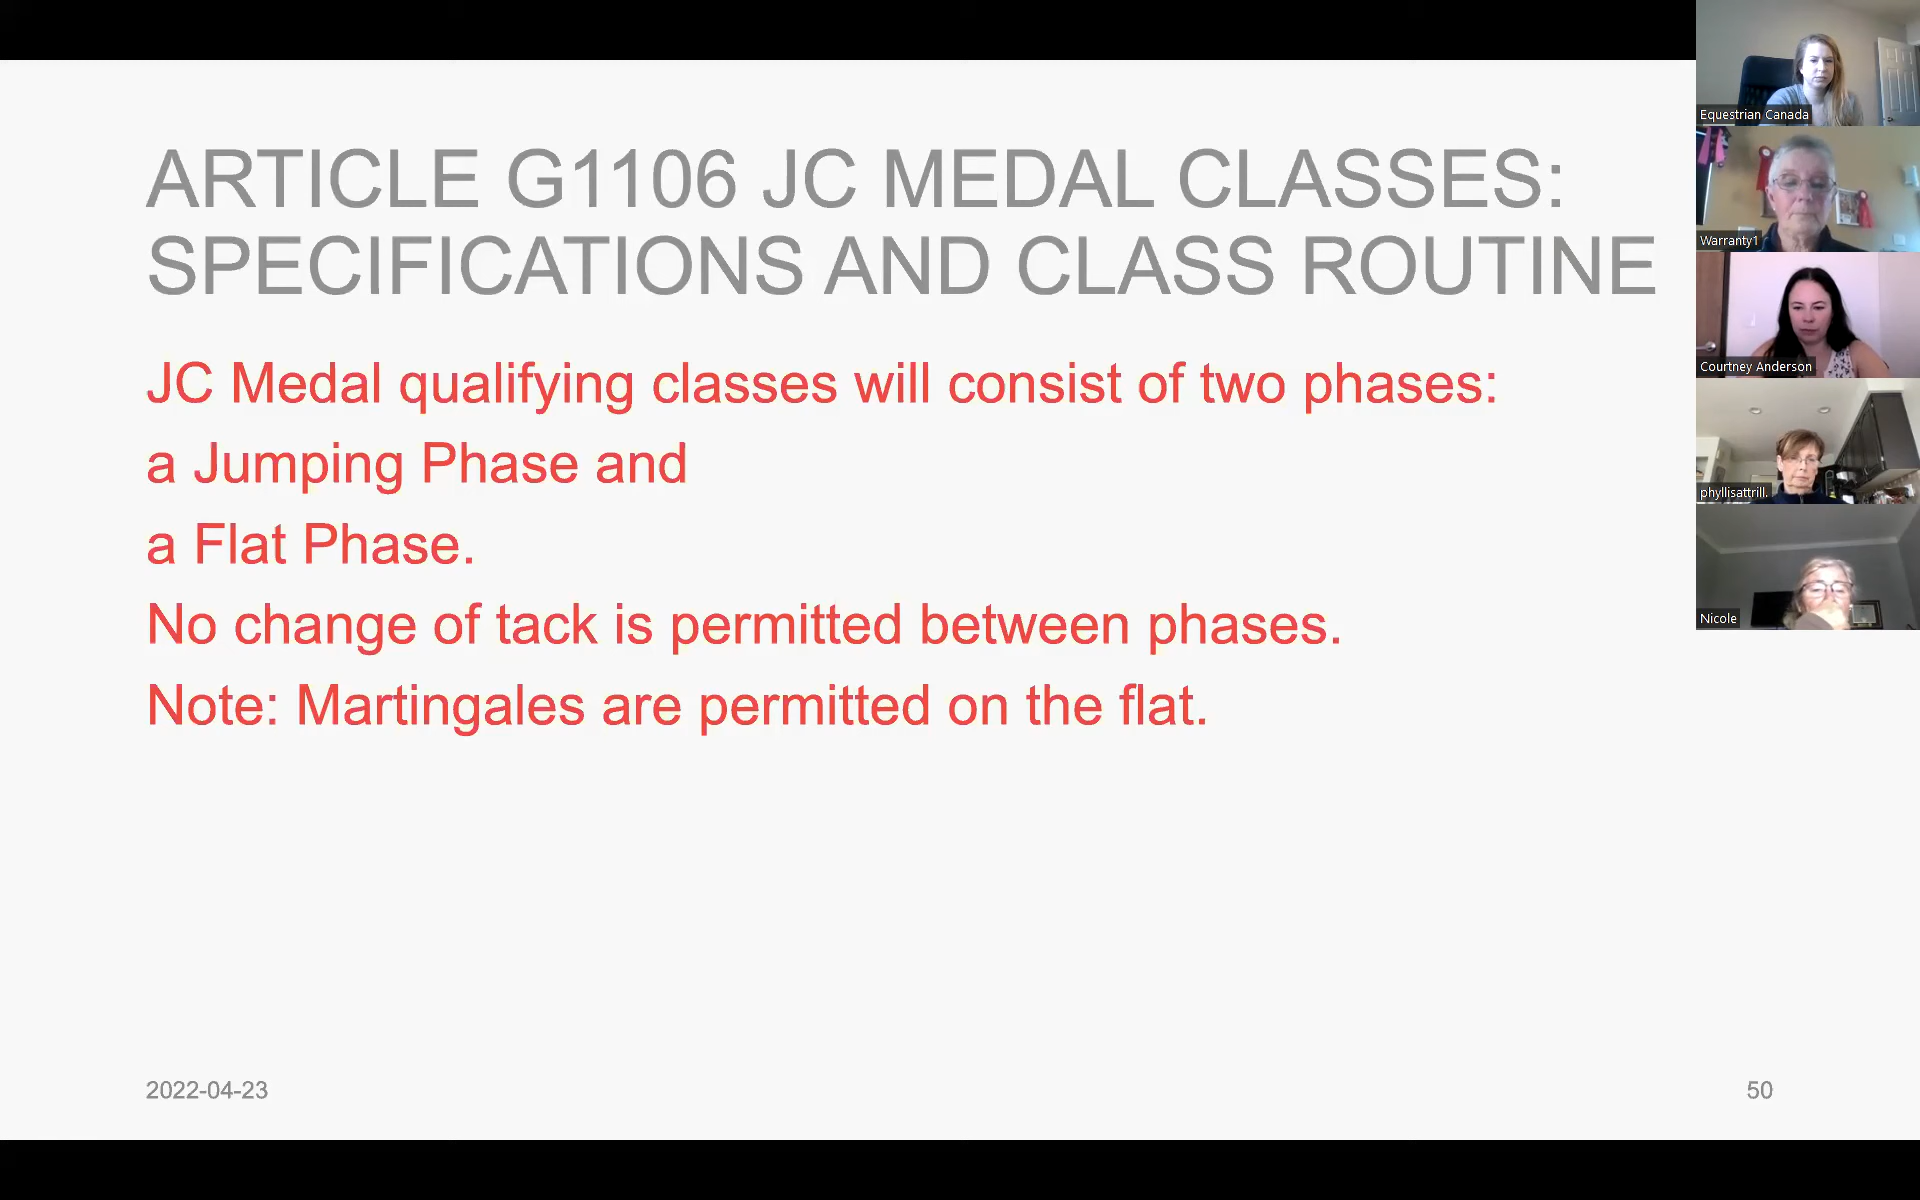 ARTICLE G1106 JC MEDAL CLASSES:
SPECIFICATIONS AND CLASS ROUTINE
JC Medal qualifying classes will consist of two phases:
a Jumping Phase and
a Flat Phase.
No change of tack is permitted between phases.
Note: Martingales are permitted on the flat.
2022-04-23
50
Equestrian Canada
Warranty1
Courtney Anderson
phyllisattrill.
Nicole